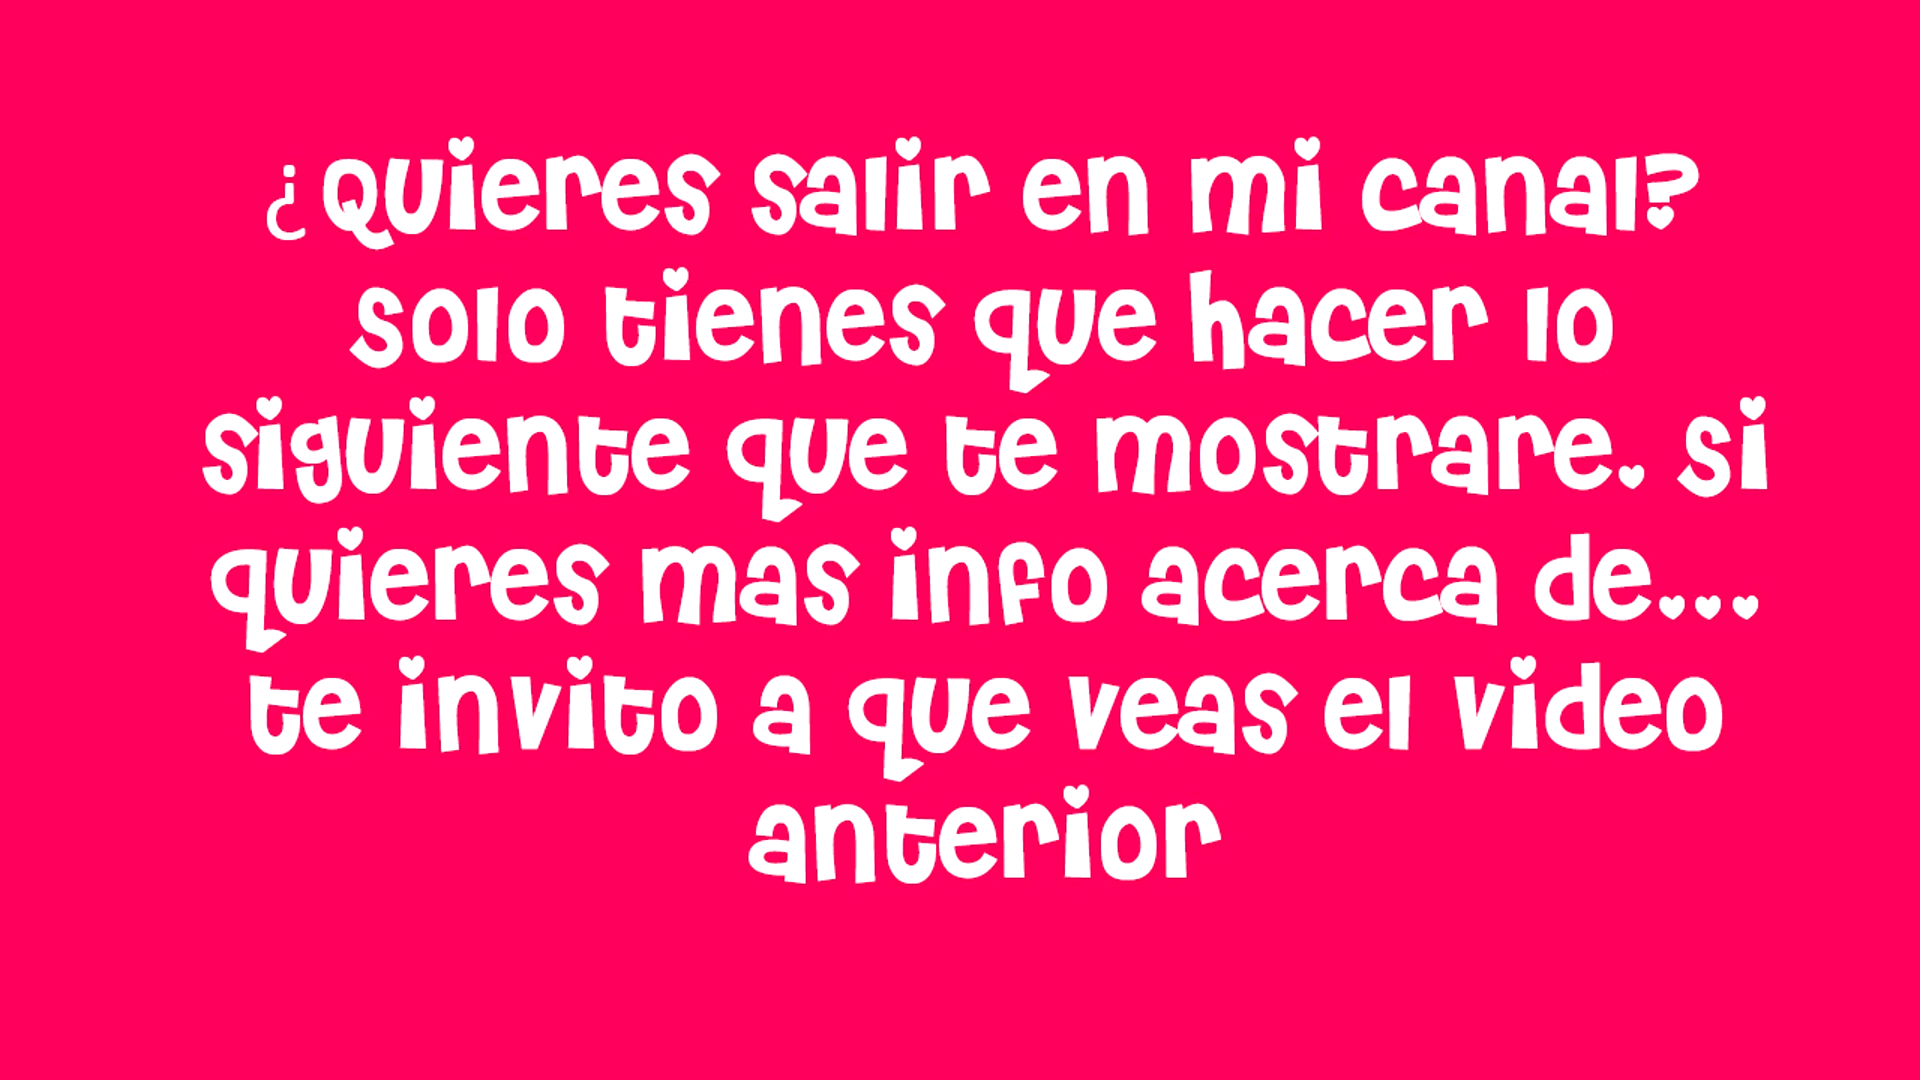 ¿Quieres salir en mi canal?
solo tienes que hacer lo
siguiente que te mostrare. si
quieres mas info acerca de...
te invito a que veas el video
anterior